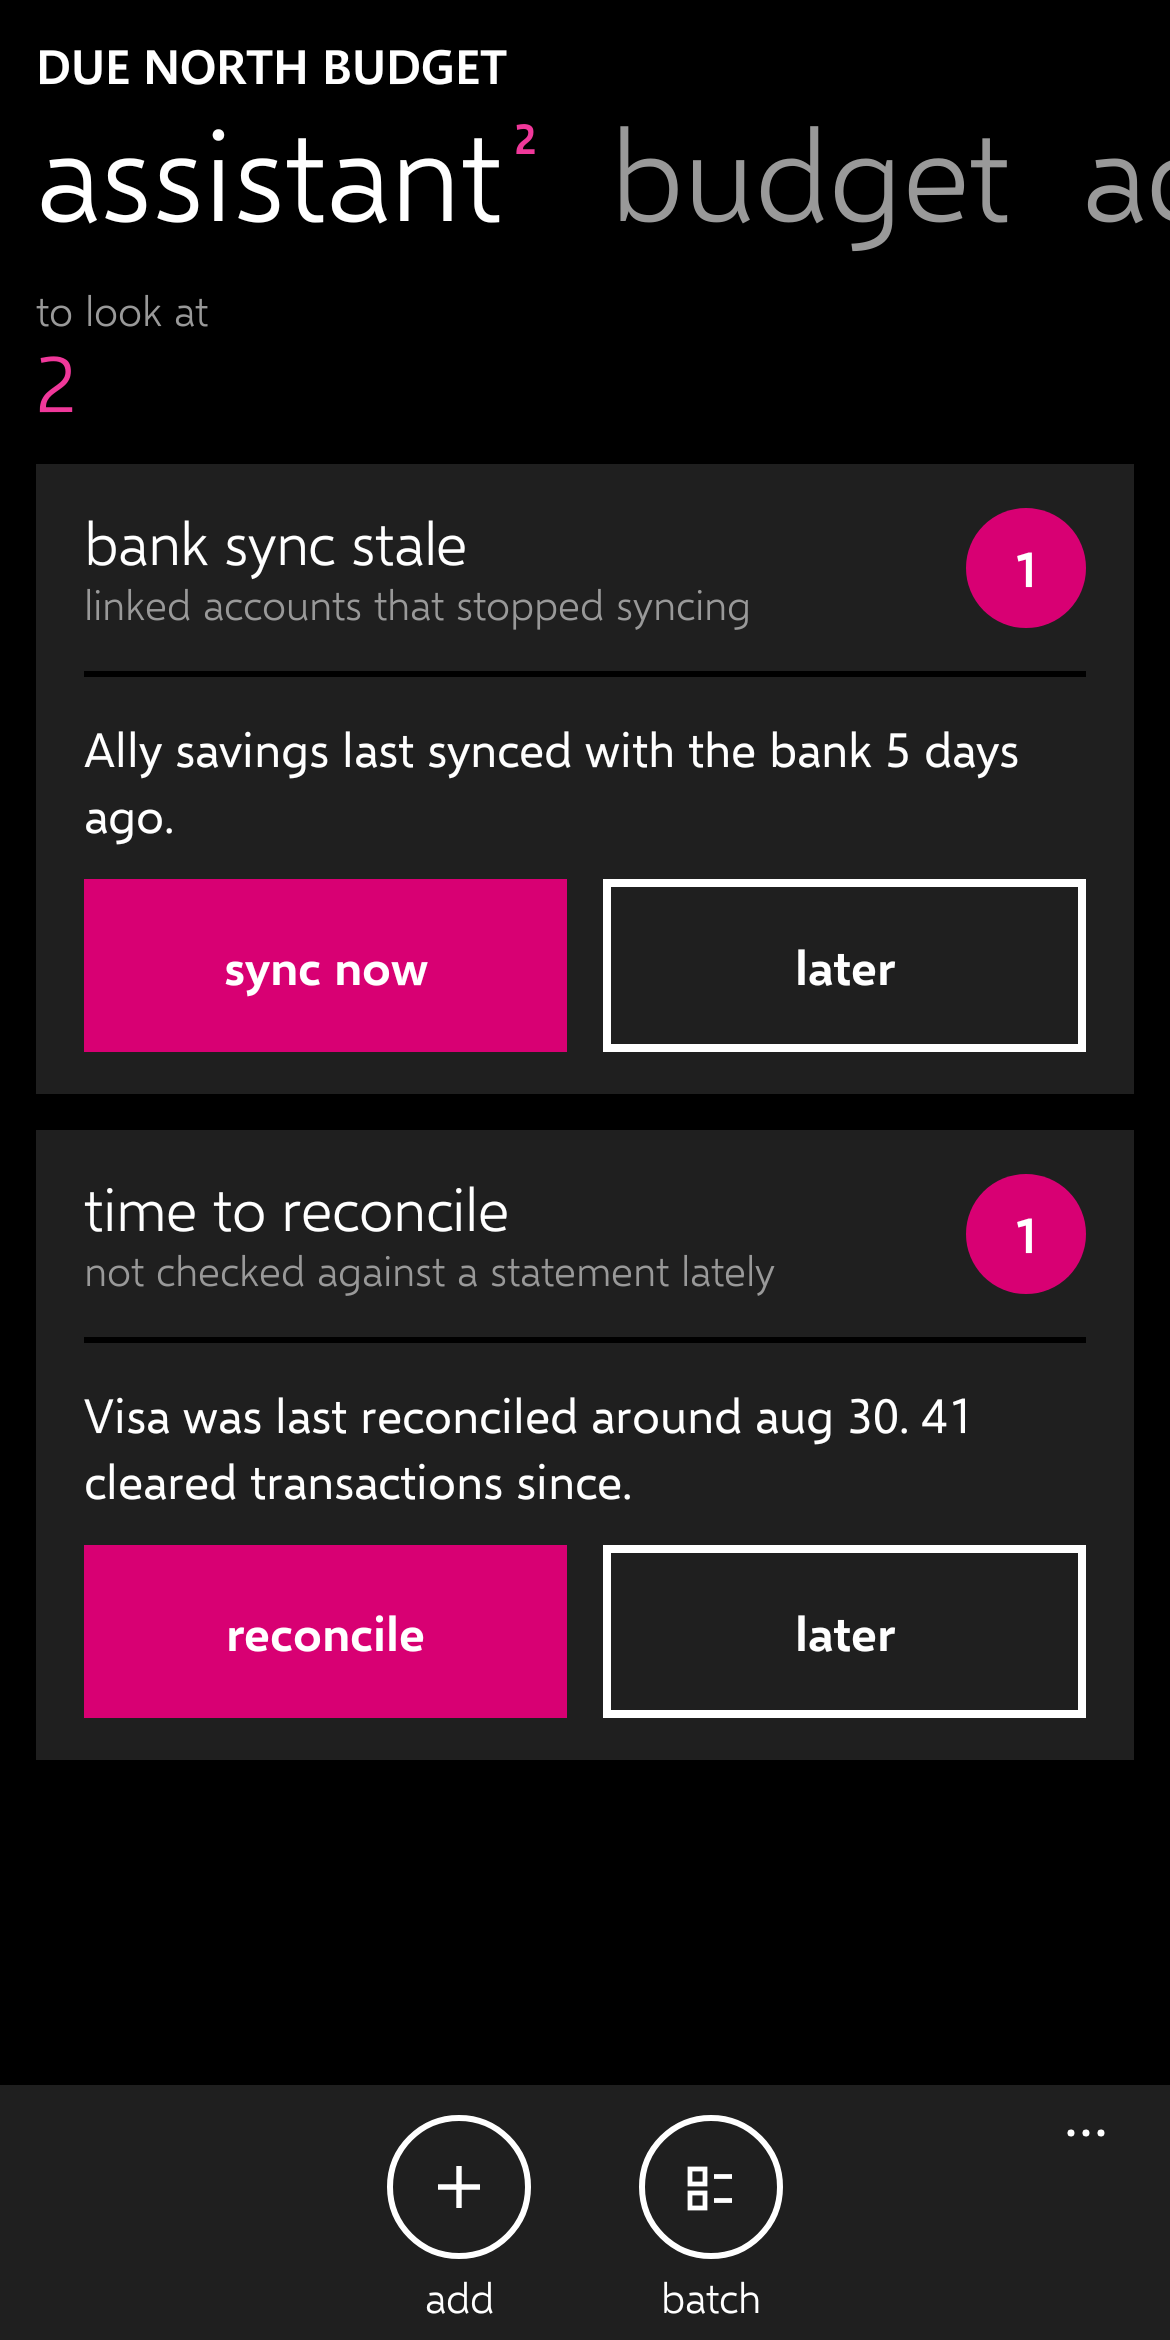 DUE NORTH BUDGET
assistant 2 budget ac
to look at
2
bank sync stale
linked accounts that stopped syncing
1
Ally savings last synced with the bank 5 days
ago.
sync now later
time to reconcile
not checked against a statement lately
1
Visa was last reconciled around aug 30. 41
cleared transactions since.
reconcile later
add batch